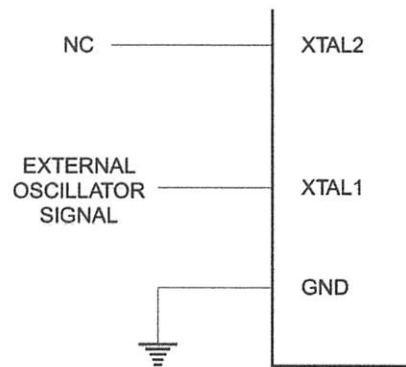 NC
XTAL2
EXTERNAL
OSCILLATOR
SIGNAL
XTAL1
GND